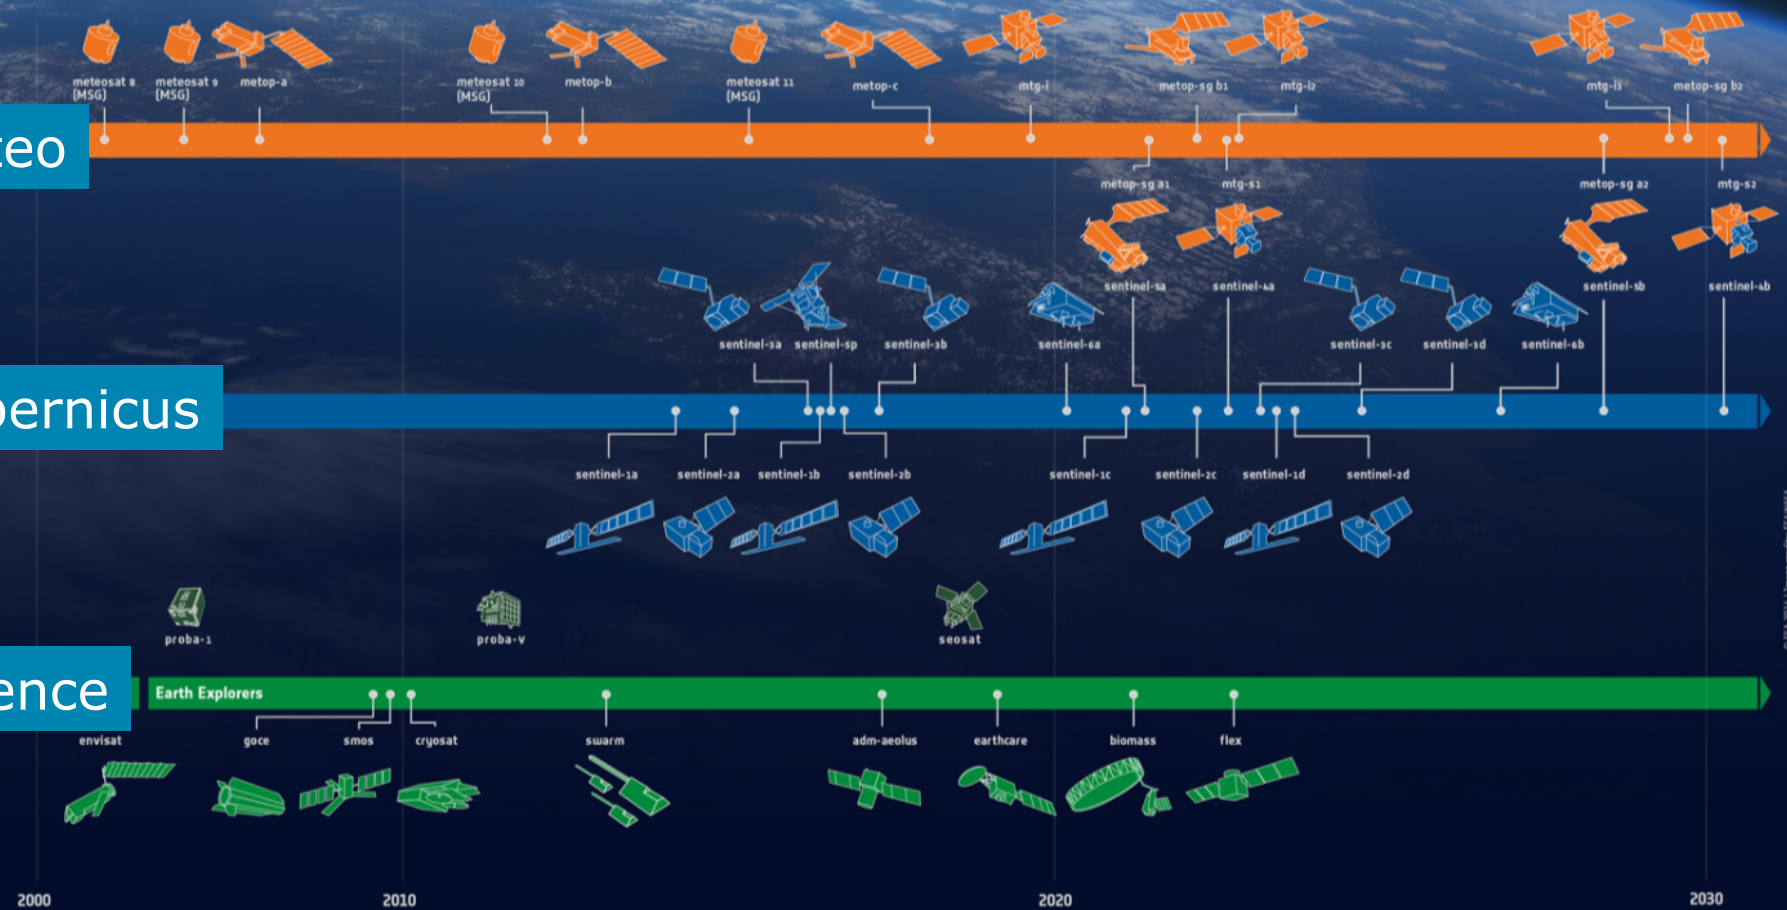 meteosat 8
(MSG)
meteosat 9
(MSG)
metop-a
meteosat 10
(MSG)
metop-b
meteosat 11
(MSG)
metop-c
mtg-i
metop-sg b1
mtg-i2
mtg-i3
metop-sg b2
teo
metop-sg a1
mtg-s1
metop-sg a2
mtg-s2
sentinel-5a
sentinel-4a
sentinel-5b
sentinel-4b
sentinel-3a
sentinel-5p
sentinel-3b
sentinel-6a
sentinel-3c
sentinel-3d
sentinel-6b
pernicus
sentinel-1a
sentinel-2a
sentinel-1b
sentinel-2b
sentinel-1c
sentinel-2c
sentinel-1d
sentinel-2d
proba-1
proba-v
seosat
ence
Earth Explorers
envisat
goce
smos
cryosat
swarm
adm-aeolus
earthcare
biomass
flex
2000
2010
2020
2030